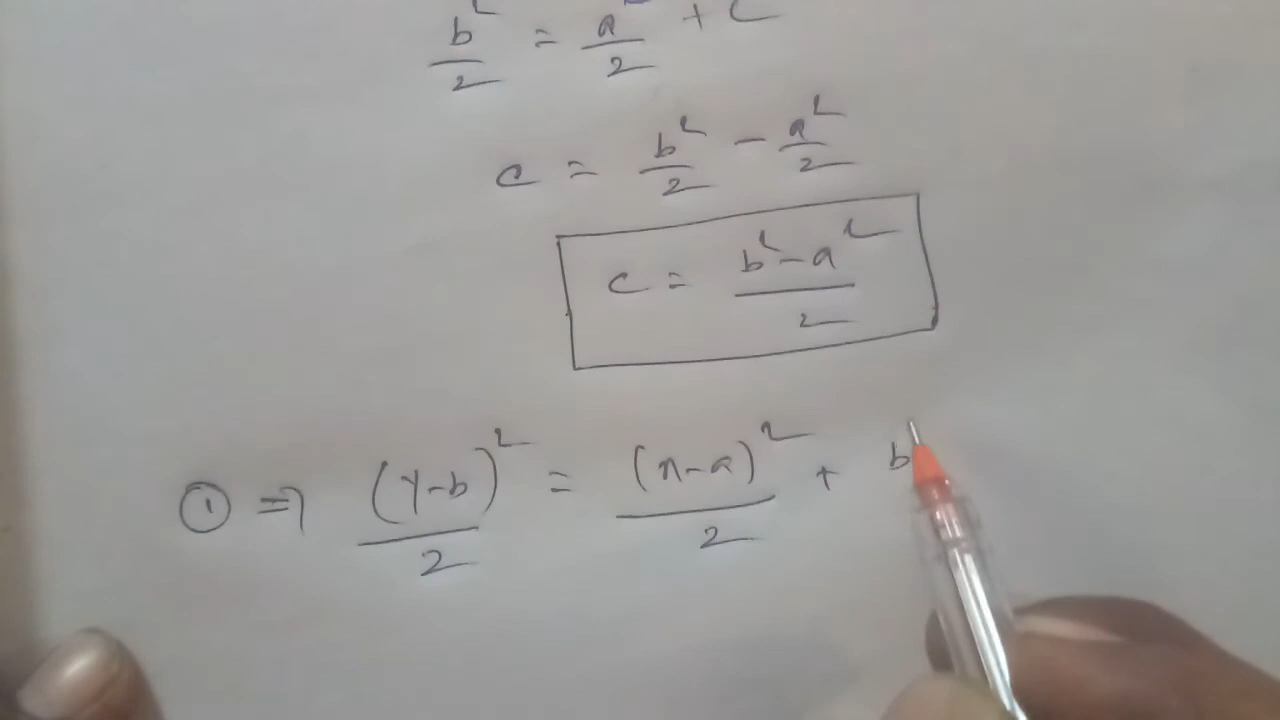 b²/2 = a²/2 + C
c = b²/2 - a²/2
c = b²-a²/2
① ⇒ (y-b)²/2 = (x-a)²/2 + b